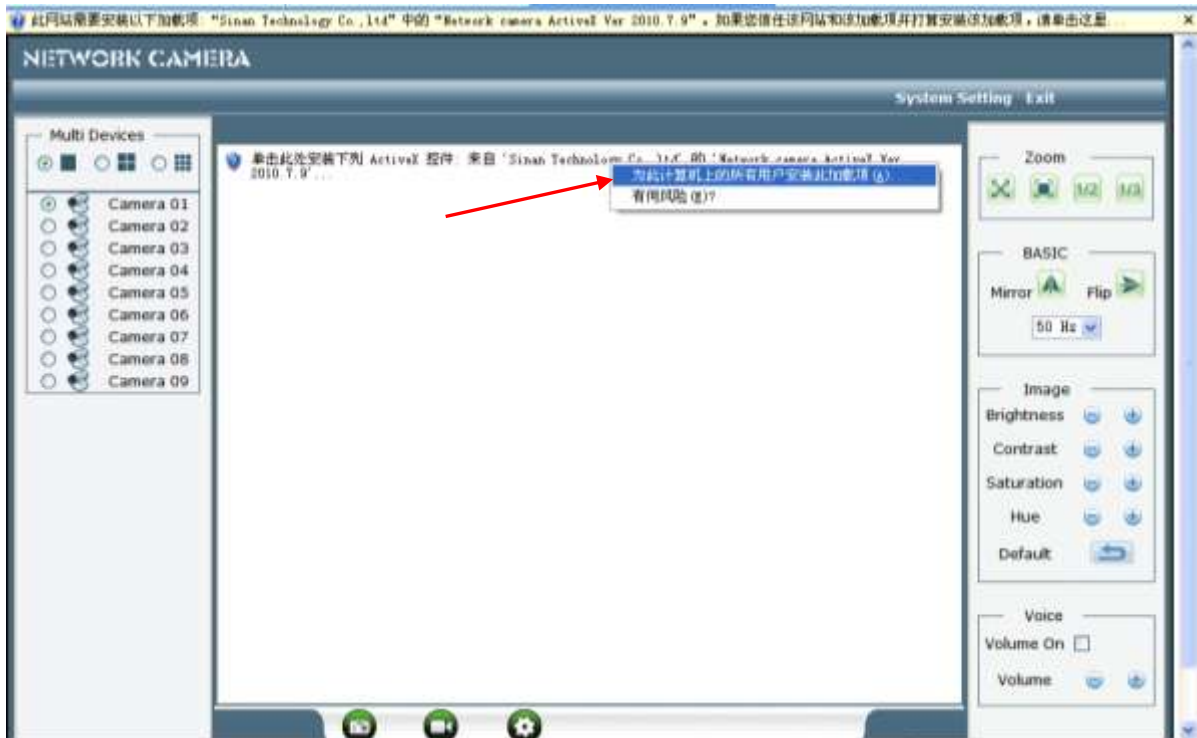 此网站需要安装以下加载项: “Sinan Technology Co.,ltd” 中的 “Network camera ActiveX Ver 2010.7.9” 。如果您信任该网站和该加载项并打算安装该加载项，请单击这里...
NETWORK CAMERA
System Setting Exit
Multi Devices
Camera 01
Camera 02
Camera 03
Camera 04
Camera 05
Camera 06
Camera 07
Camera 08
Camera 09
单击此处安装下列 ActiveX 控件: 来自 'Sinan Technology Co.,ltd' 的 'Network camera ActiveX Ver
2010.7.9'...
为此计算机上的所有用户安装此加载项(A)
有何风险(W)?
Zoom
1/2 1/3
BASIC
Mirror Flip
50 Hz
Image
Brightness
Contrast
Saturation
Hue
Default
Voice
Volume On
Volume